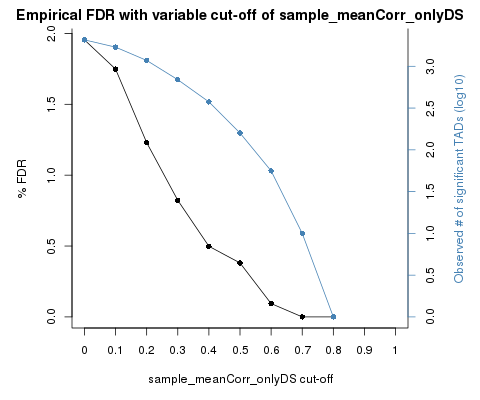 Empirical FDR with variable cut-off of sample_meanCorr_onlyDS
% FDR
2.0
1.5
1.0
0.5
0.0
3.0
2.5
2.0
1.5
1.0
0.5
0.0
Observed # of significant TADs (log10)
0 0.1 0.2 0.3 0.4 0.5 0.6 0.7 0.8 0.9 1
sample_meanCorr_onlyDS cut-off